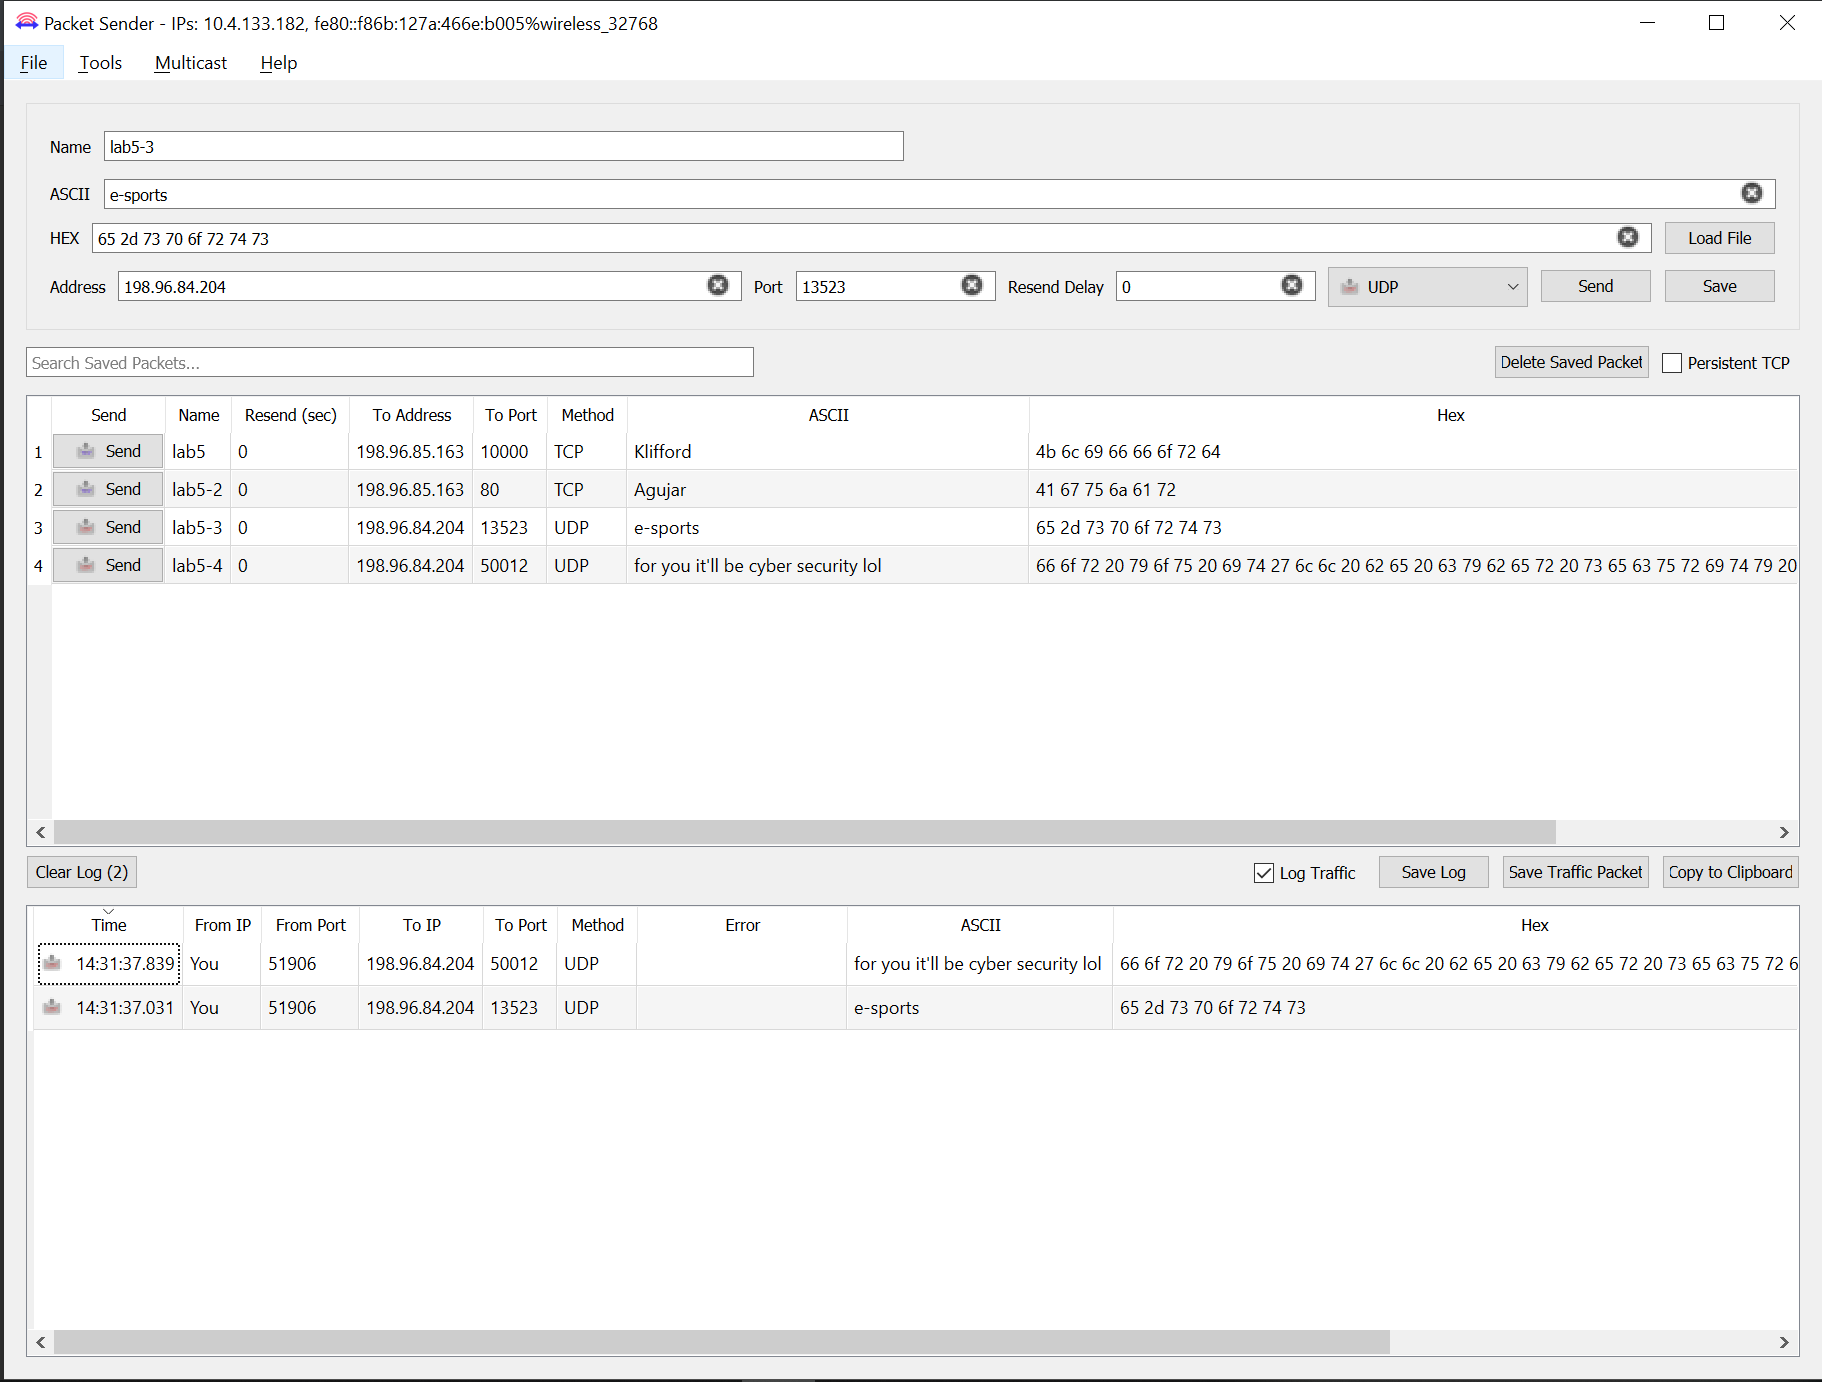 Packet Sender - IPs: 10.4.133.182, fe80::f86b:127a:466e:b005%wireless_32768
File Tools Multicast Help
Name lab5-3
ASCII e-sports
HEX 65 2d 73 70 6f 72 74 73 Load File
Address 198.96.84.204 Port 13523 Resend Delay 0 UDP Send Save
Search Saved Packets... Delete Saved Packet Persistent TCP
Send Name Resend (sec) To Address To Port Method ASCII Hex
1 Send lab5 0 198.96.85.163 10000 TCP Klifford 4b 6c 69 66 66 6f 72 64
2 Send lab5-2 0 198.96.85.163 80 TCP Agujar 41 67 75 6a 61 72
3 Send lab5-3 0 198.96.84.204 13523 UDP e-sports 65 2d 73 70 6f 72 74 73
4 Send lab5-4 0 198.96.84.204 50012 UDP for you it'll be cyber security lol 66 6f 72 20 79 6f 75 20 69 74 27 6c 6c 20 62 65 20 63 79 62 65 72 20 73 65 63 75 72 69 74 79 20
Clear Log (2) Log Traffic Save Log Save Traffic Packet Copy to Clipboard
Time From IP From Port To IP To Port Method Error ASCII Hex
14:31:37.839 You 51906 198.96.84.204 50012 UDP for you it'll be cyber security lol 66 6f 72 20 79 6f 75 20 69 74 27 6c 6c 20 62 65 20 63 79 62 65 72 20 73 65 63 75 72 6
14:31:37.031 You 51906 198.96.84.204 13523 UDP e-sports 65 2d 73 70 6f 72 74 73